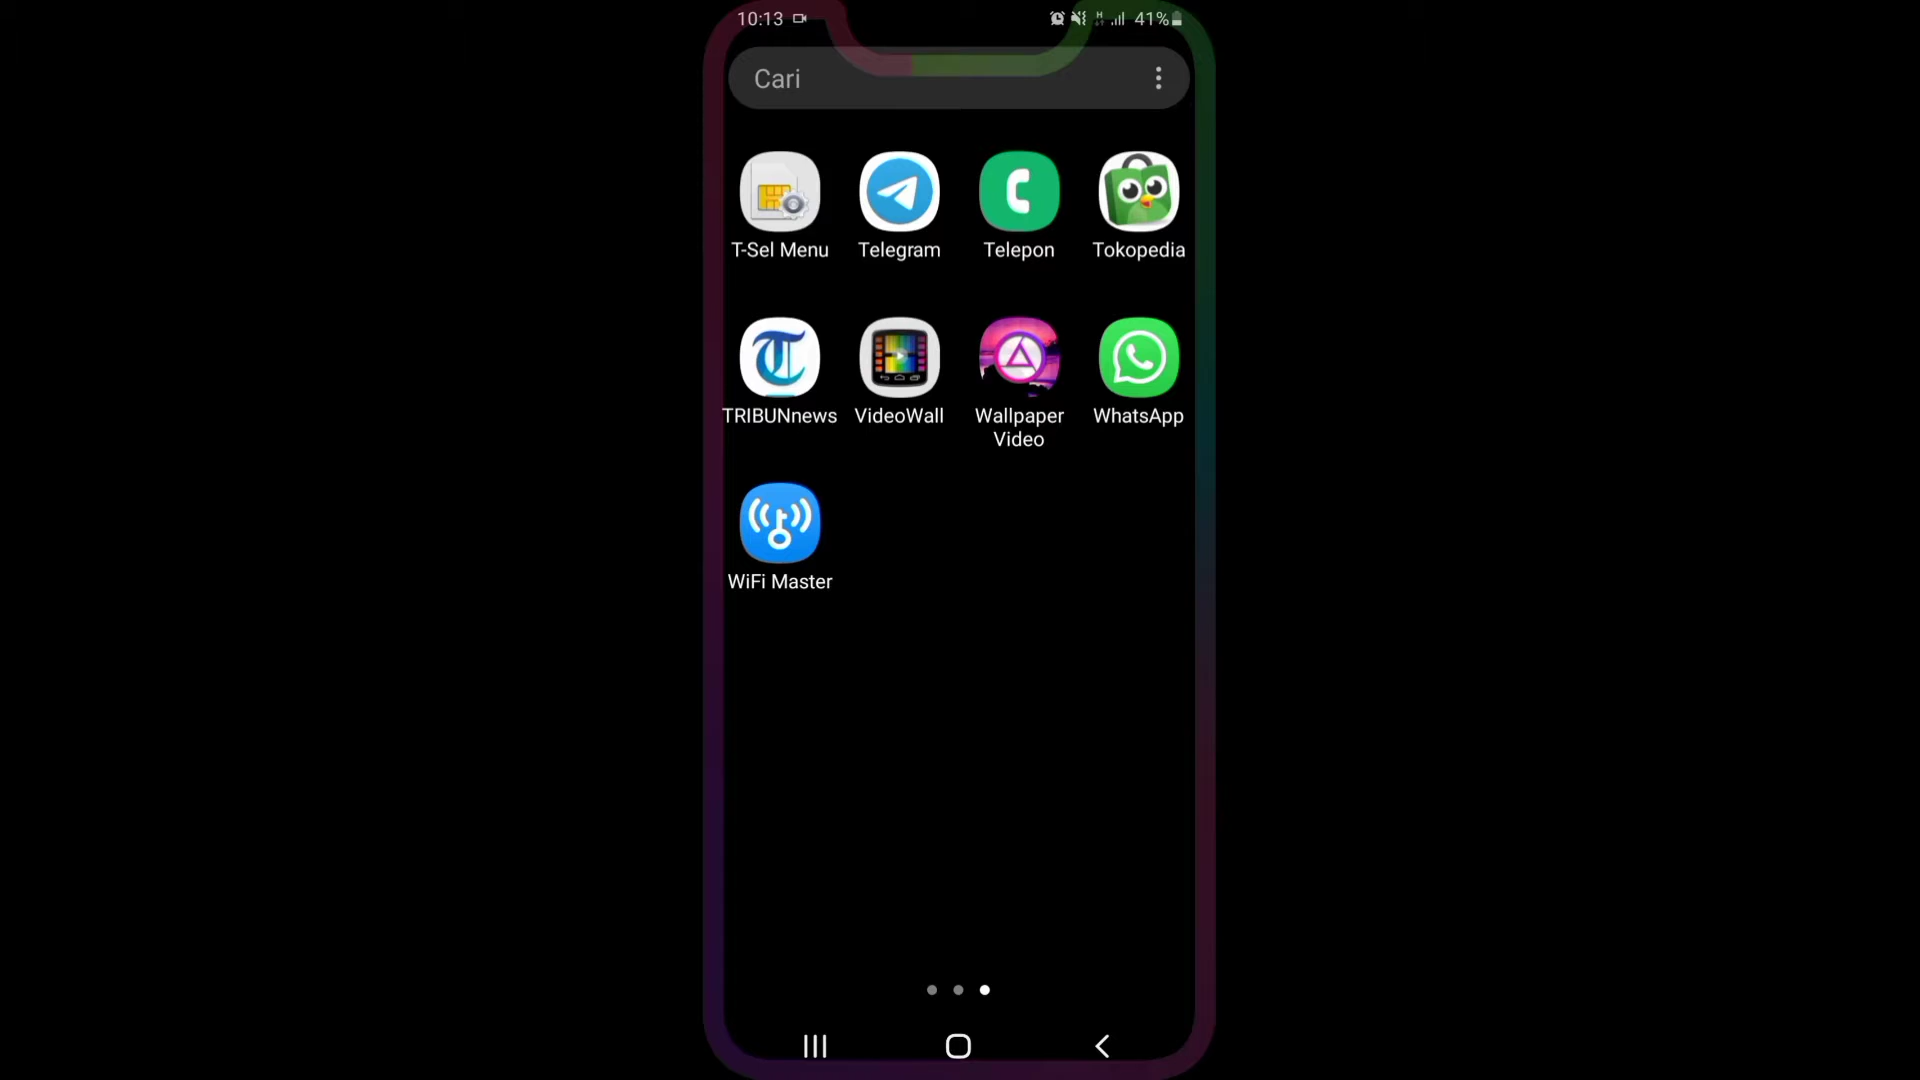 10:13 41%
Cari
T-Sel Menu Telegram Telepon Tokopedia
TRIBUNnews VideoWall Wallpaper Video WhatsApp
WiFi Master